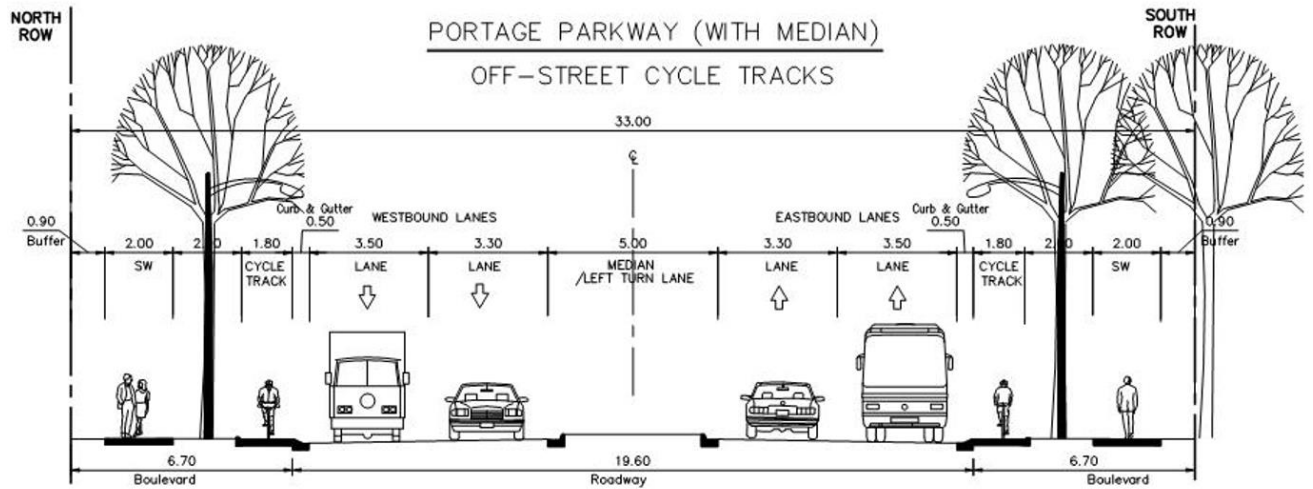 NORTH
ROW
PORTAGE PARKWAY (WITH MEDIAN)
OFF-STREET CYCLE TRACKS
SOUTH
ROW
33.00
℄
0.90
Buffer
2.00
SW
1.80
CYCLE
TRACK
Curb & Gutter
0.50
WESTBOUND LANES
3.50
LANE
3.30
LANE
5.00
MEDIAN
/LEFT TURN LANE
EASTBOUND LANES
3.30
LANE
3.50
LANE
Curb & Gutter
0.50
1.80
CYCLE
TRACK
2.00
SW
0.90
Buffer
6.70
Boulevard
19.60
Roadway
6.70
Boulevard